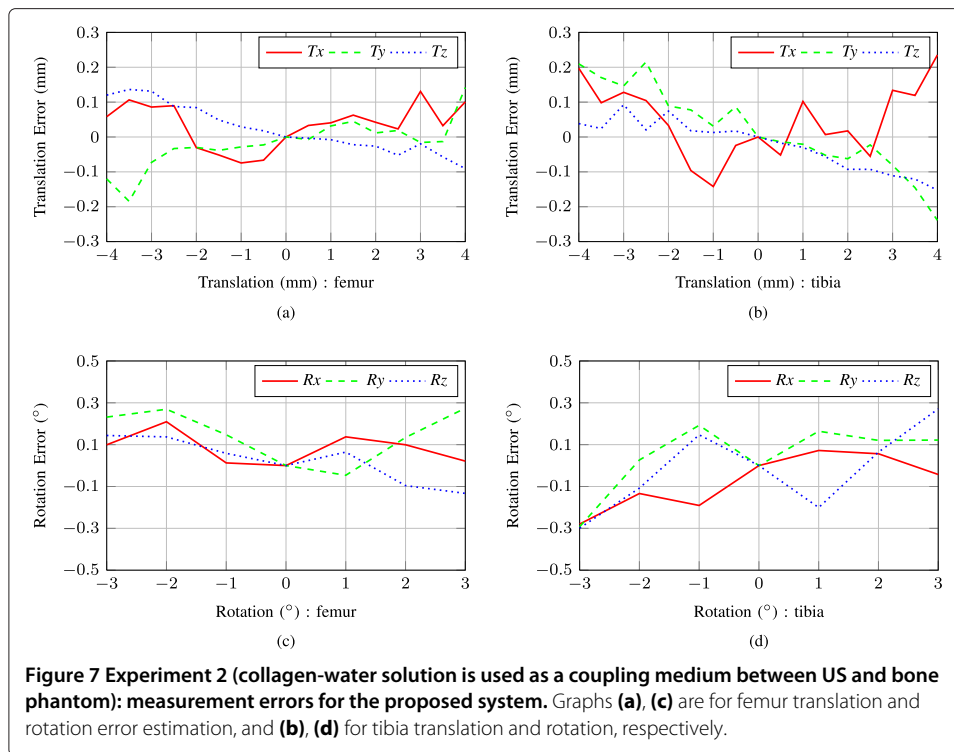 0.3
0.2
0.1
0
−0.1
−0.2
−0.3
Translation Error (mm)
Tx Ty Tz
−4 −3 −2 −1 0 1 2 3 4
Translation (mm) : femur
(a)
0.3
0.2
0.1
0
−0.1
−0.2
−0.3
Translation Error (mm)
Tx Ty Tz
−4 −3 −2 −1 0 1 2 3 4
Translation (mm) : tibia
(b)
0.5
0.3
0.1
−0.1
−0.3
−0.5
Rotation Error (°)
Rx Ry Rz
−3 −2 −1 0 1 2 3
Rotation (°) : femur
(c)
0.5
0.3
0.1
−0.1
−0.3
−0.5
Rotation Error (°)
Rx Ry Rz
−3 −2 −1 0 1 2 3
Rotation (°) : tibia
(d)
Figure 7 Experiment 2 (collagen-water solution is used as a coupling medium between US and bone
phantom): measurement errors for the proposed system. Graphs (a), (c) are for femur translation and
rotation error estimation, and (b), (d) for tibia translation and rotation, respectively.